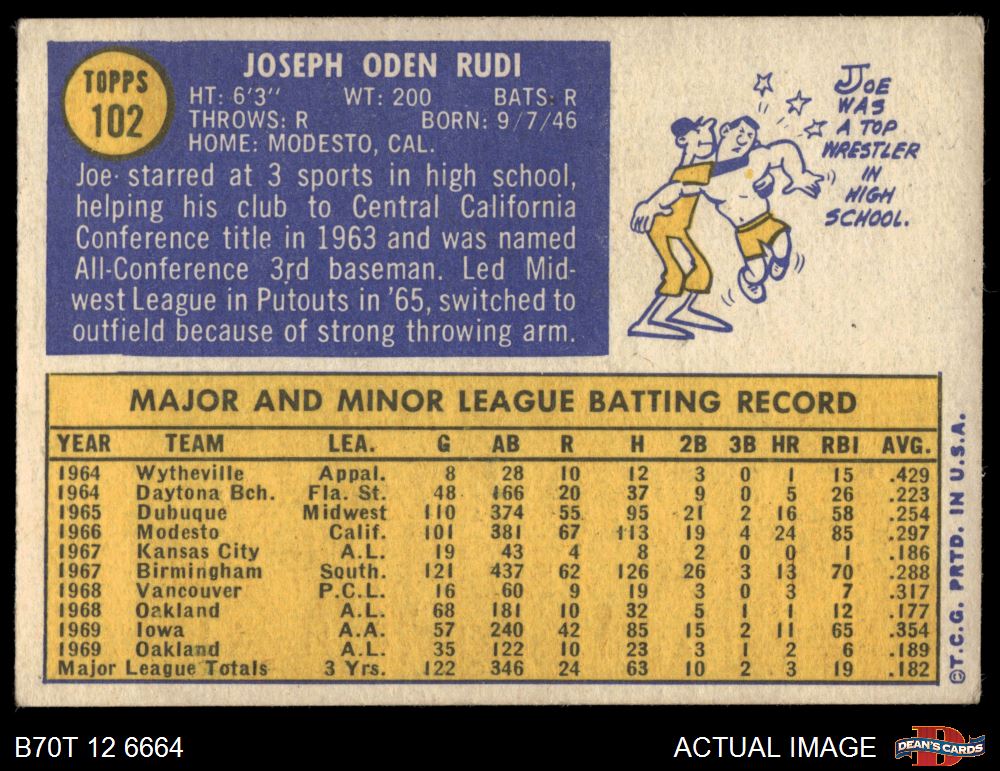 TOPPS
102
JOSEPH ODEN RUDI
HT: 6'3" WT: 200 BATS: R
THROWS: R BORN: 9/7/46
HOME: MODESTO, CAL.
Joe starred at 3 sports in high school,
helping his club to Central California
Conference title in 1963 and was named
All-Conference 3rd baseman. Led Mid-
west League in Putouts in '65, switched to
outfield because of strong throwing arm.
JOE
WAS
A TOP
WRESTLER
IN
HIGH
SCHOOL.
MAJOR AND MINOR LEAGUE BATTING RECORD
YEAR TEAM LEA. G AB R H 2B 3B HR RBI AVG.
1964 Wytheville Appal. 8 28 10 12 3 0 1 15 .429
1964 Daytona Bch. Fla. St. 48 166 20 37 9 0 5 26 .223
1965 Dubuque Midwest 110 374 55 95 21 2 16 58 .254
1966 Modesto Calif. 101 381 67 113 19 4 24 85 .297
1967 Kansas City A.L. 19 43 4 8 2 0 0 1 .186
1967 Birmingham South. 121 437 62 126 26 3 13 70 .288
1968 Vancouver P.C.L. 16 60 9 19 3 0 3 7 .317
1968 Oakland A.L. 68 181 10 32 5 1 1 12 .177
1969 Iowa A.A. 57 240 42 85 15 2 11 65 .354
1969 Oakland A.L. 35 122 10 23 3 1 2 6 .189
Major League Totals 3 Yrs. 122 346 24 63 10 2 3 19 .182
©T.C.G. PRTD. IN U.S.A.
B70T 12 6664
ACTUAL IMAGE
D
DEAN'S CARDS